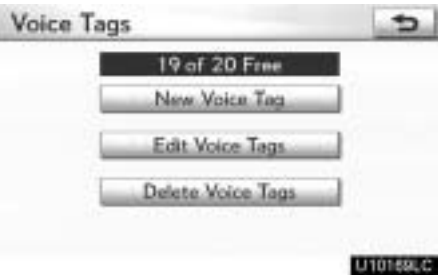 Voice Tags
19 of 20 Free
New Voice Tag
Edit Voice Tags
Delete Voice Tags
U10169LC